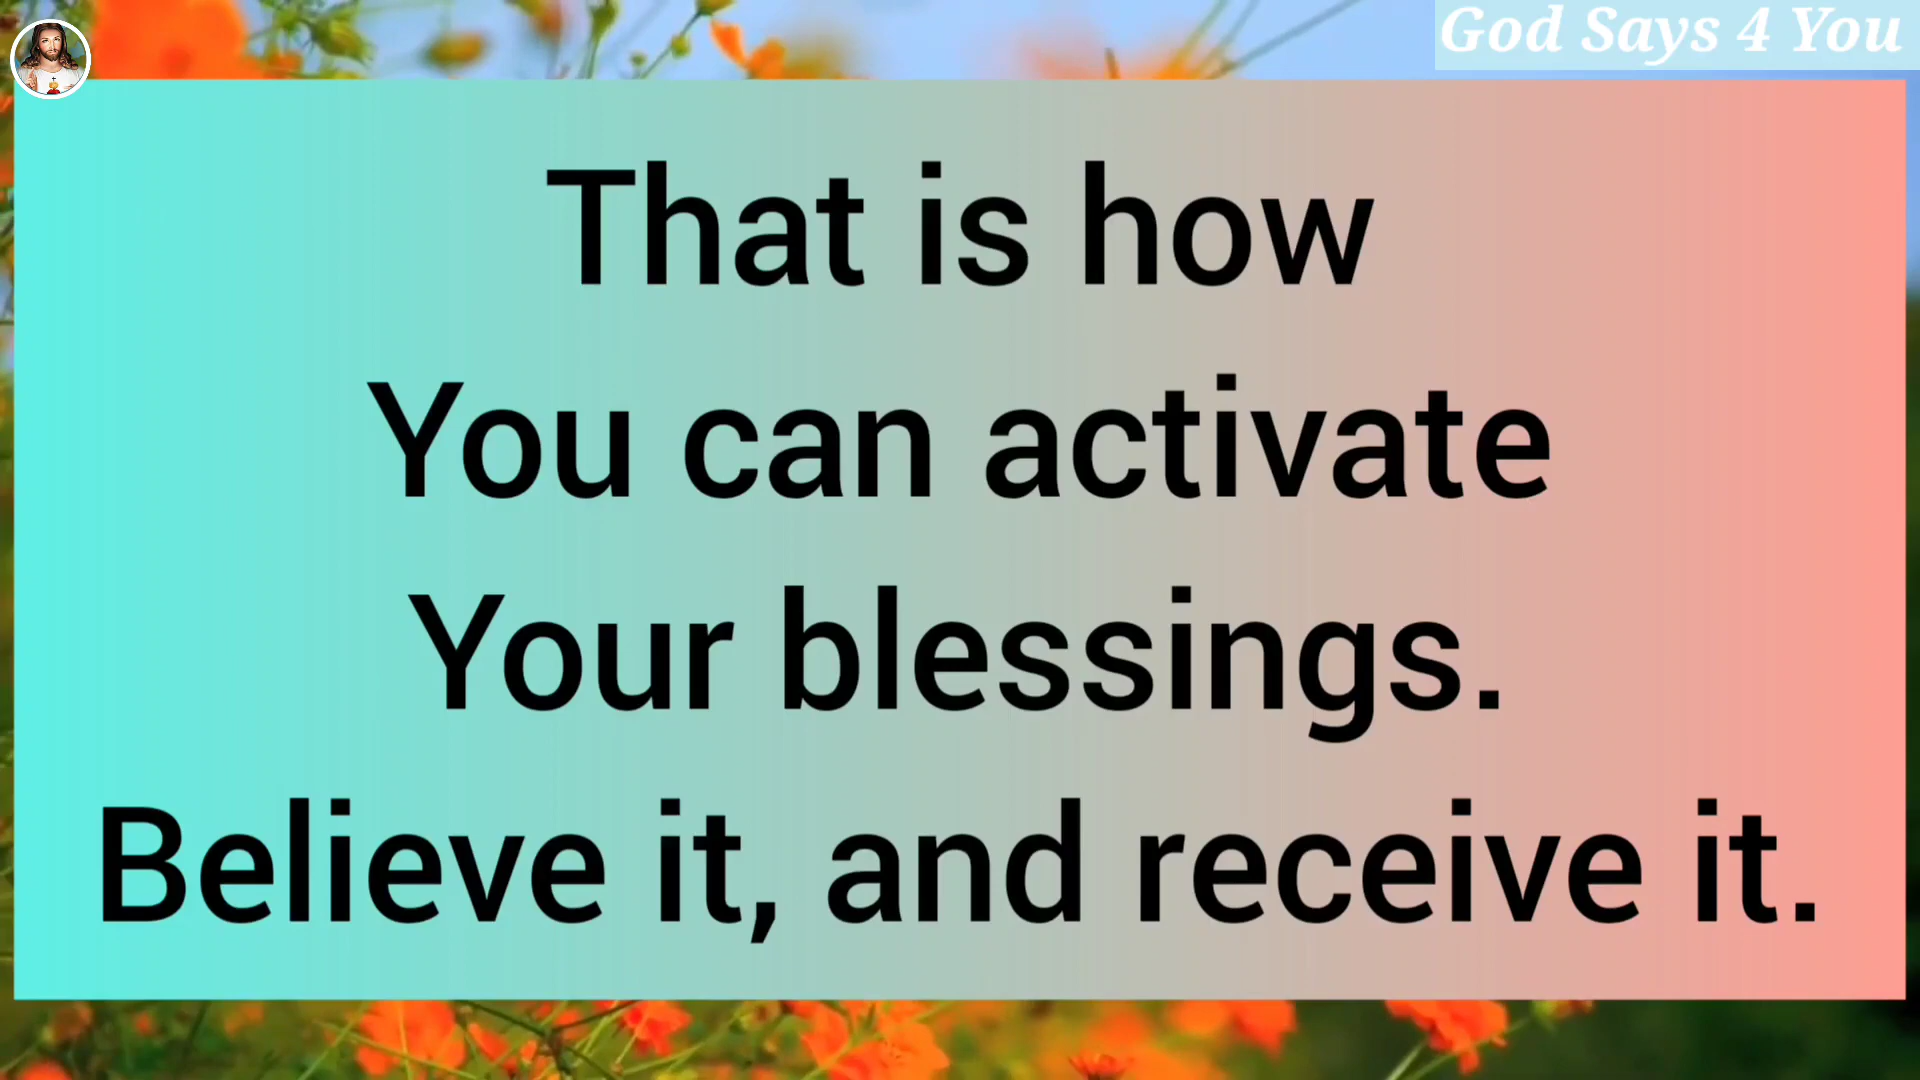 God Says 4 You
That is how
You can activate
Your blessings.
Believe it, and receive it.